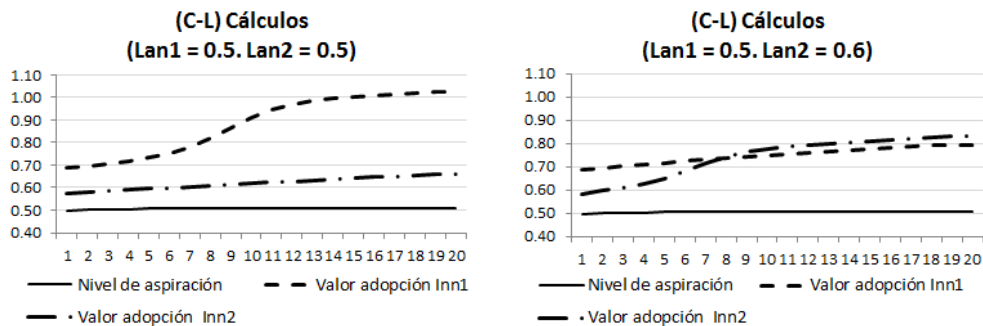 (C-L) Cálculos
(Lan1 = 0.5. Lan2 = 0.5)
1.10
1.00
0.90
0.80
0.70
0.60
0.50
0.40
1 2 3 4 5 6 7 8 9 10 11 12 13 14 15 16 17 18 19 20
Nivel de aspiración
Valor adopción Inn1
Valor adopción Inn2
(C-L) Cálculos
(Lan1 = 0.5. Lan2 = 0.6)
1.10
1.00
0.90
0.80
0.70
0.60
0.50
0.40
1 2 3 4 5 6 7 8 9 10 11 12 13 14 15 16 17 18 19 20
Nivel de aspiración
Valor adopción Inn1
Valor adopción Inn2